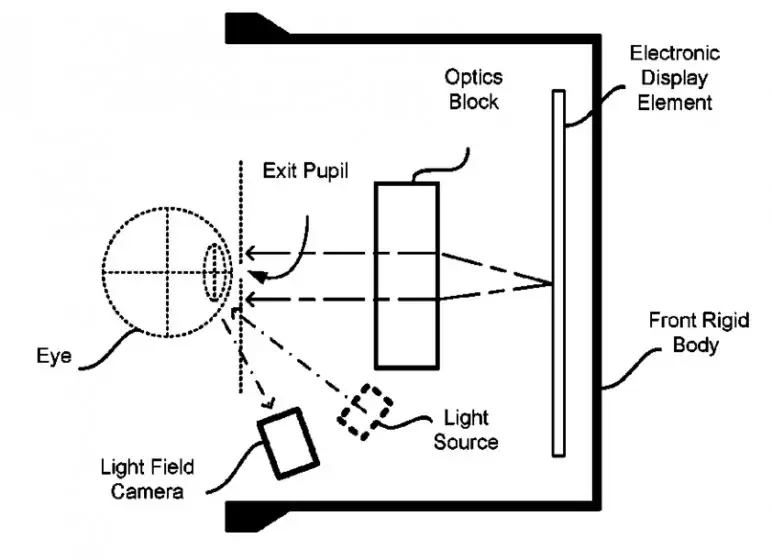 Electronic
Display
Element
Optics
Block
Exit Pupil
Front Rigid
Body
Eye
Light
Source
Light Field
Camera